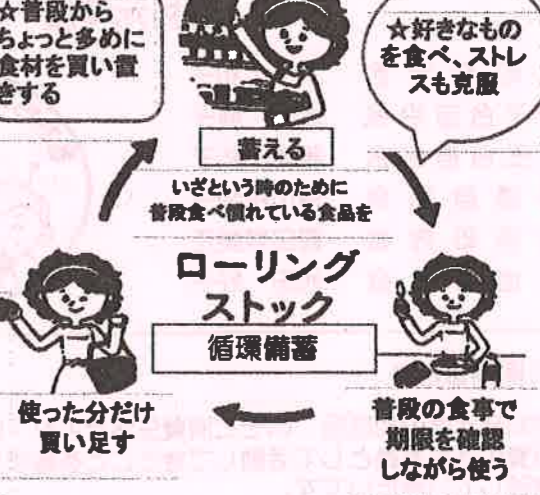 ☆普段から
ちょっと多めに
食材を買い置
きする
☆好きなもの
を食べ、ストレ
スも克服
蓄える
いざという時のために
普段食べ慣れている食品を
ローリング
ストック
循環備蓄
使った分だけ
買い足す
普段の食事で
期限を確認
しながら使う